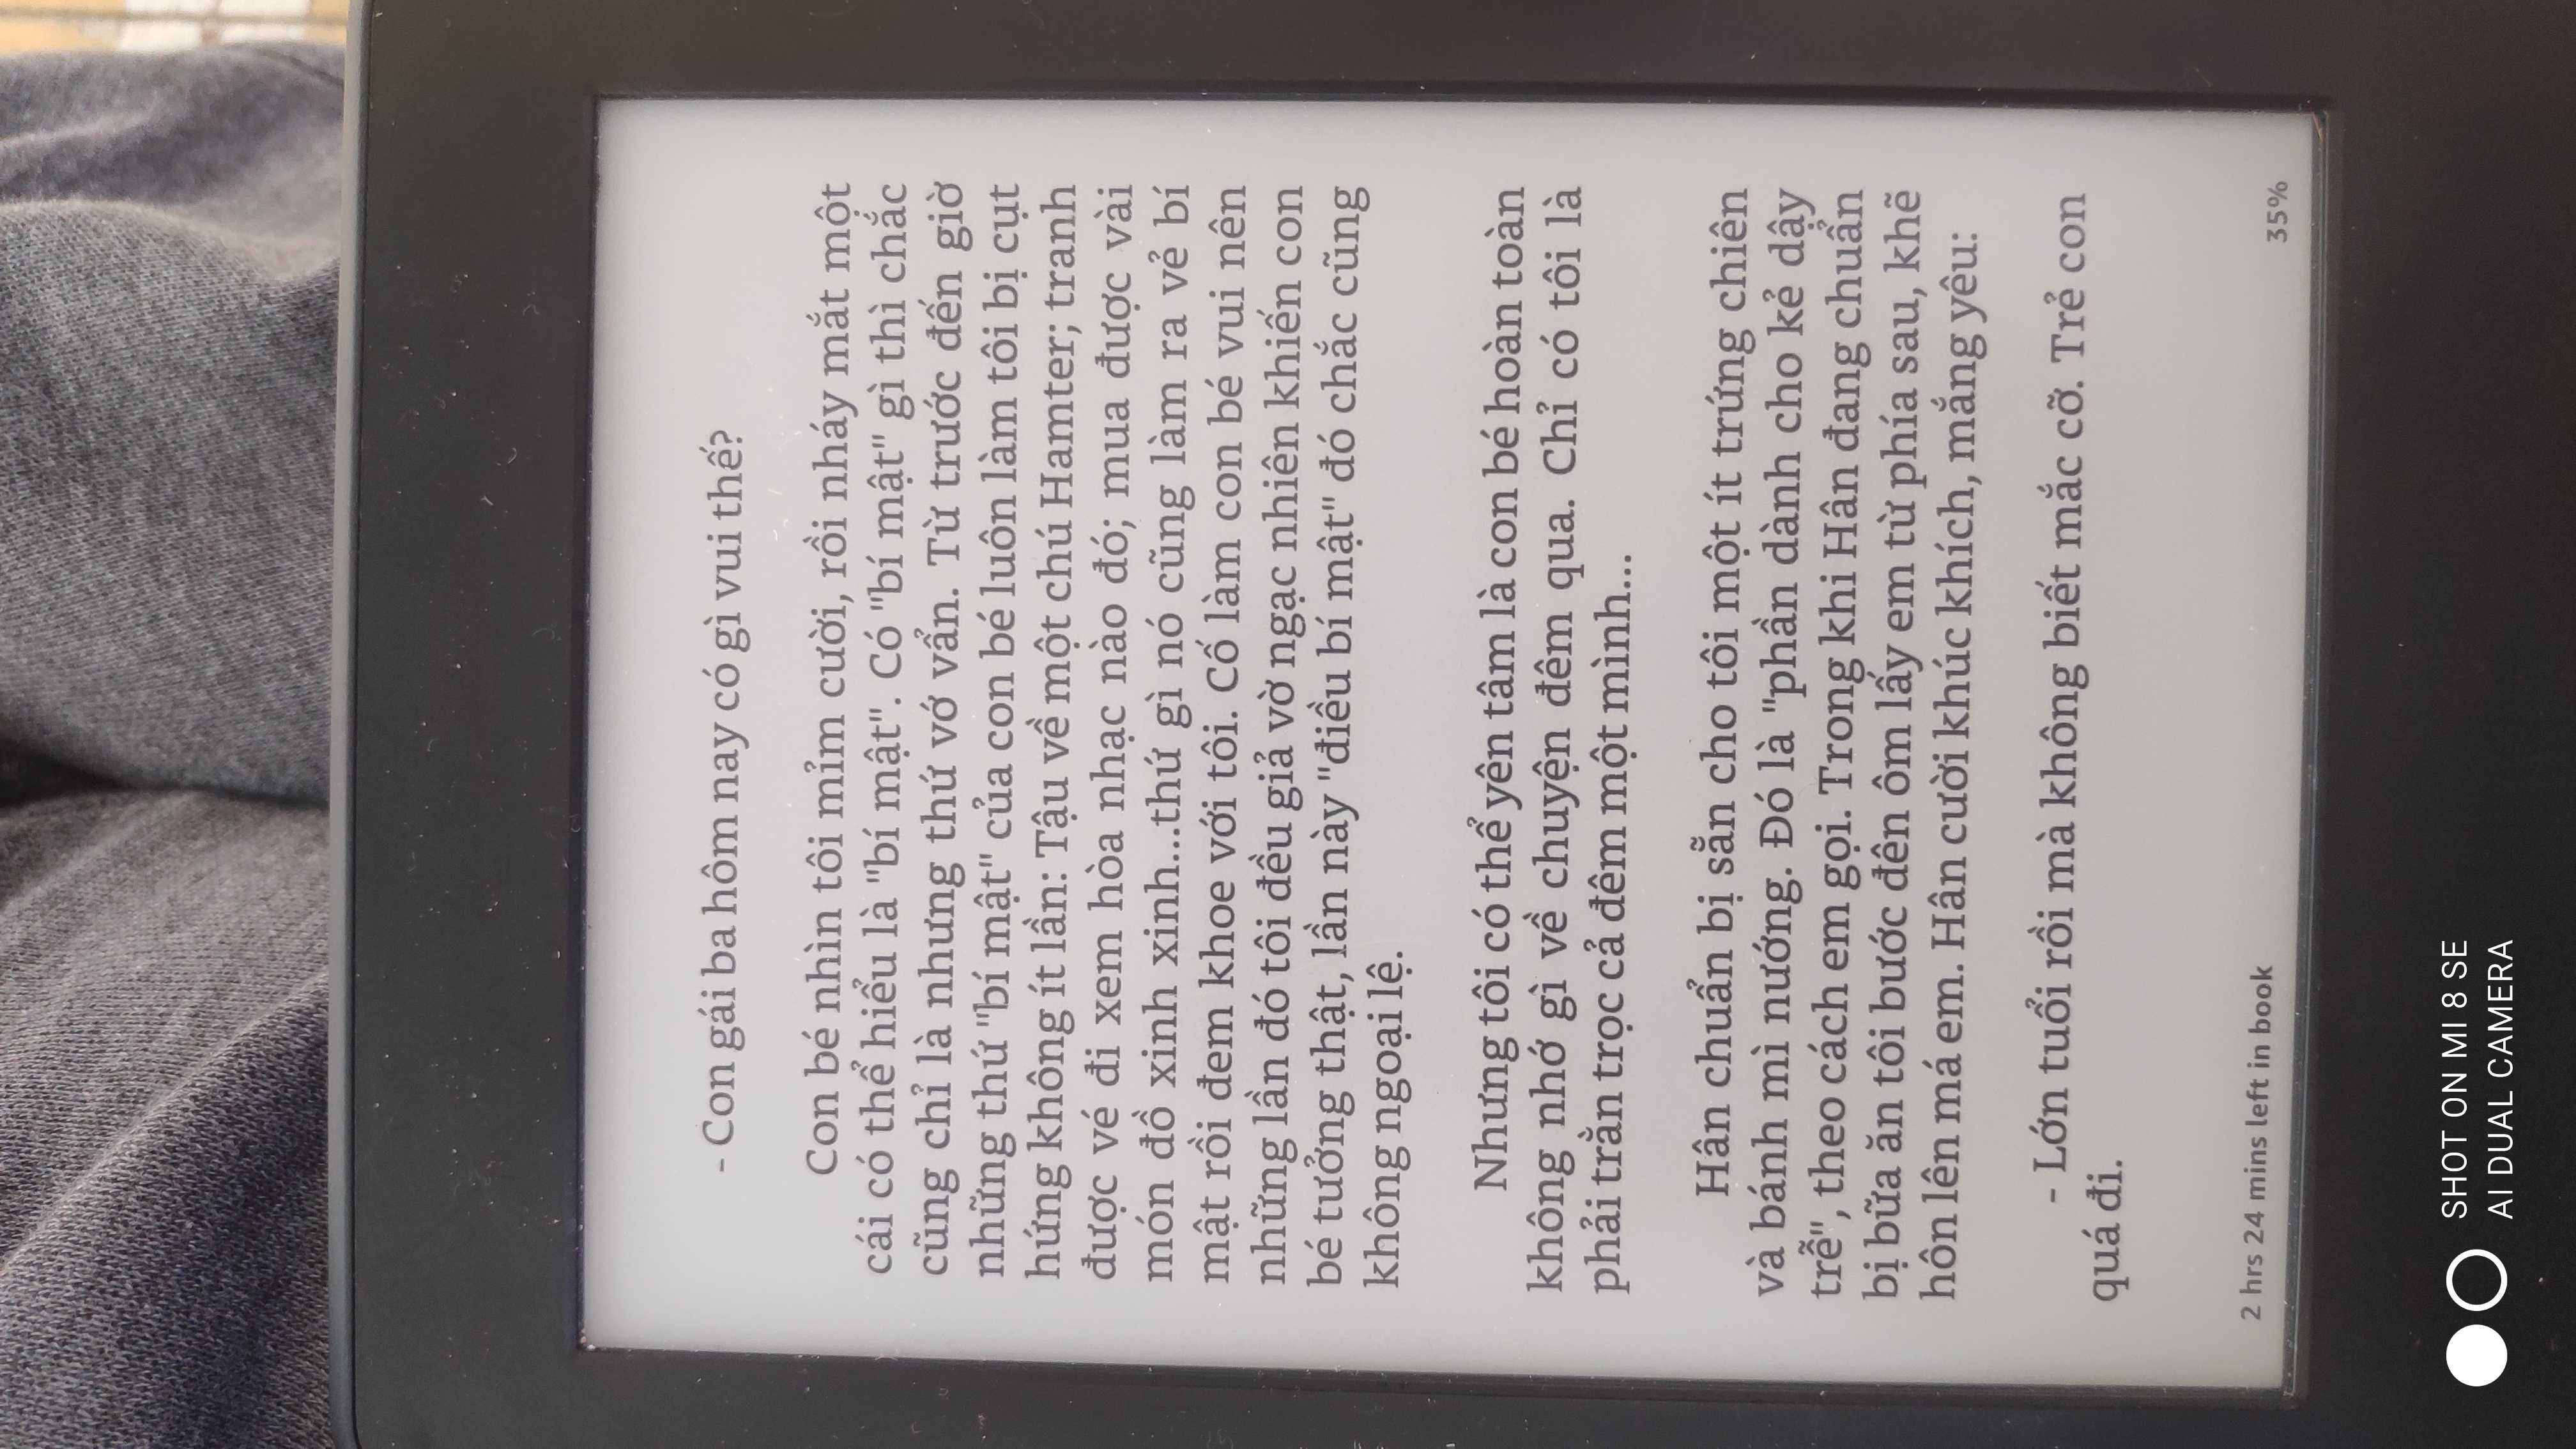 - Con gái ba hôm nay có gì vui thế?
Con bé nhìn tôi mỉm cười, rồi nháy mắt một
cái có thể hiểu là "bí mật". Có "bí mật" gì thì chắc
cũng chỉ là nhưng thứ vớ vẩn. Từ trước đến giờ
những thứ "bí mật" của con bé luôn làm tôi bị cụt
hứng không ít lần: Tậu về một chú Hamter; tranh
được vé đi xem hòa nhạc nào đó; mua được vài
món đồ xinh xinh...thứ gì nó cũng làm ra vẻ bí
mật rồi đem khoe với tôi. Cố làm con bé vui nên
những lần đó tôi đều giả vờ ngạc nhiên khiến con
bé tưởng thật, lần này "điều bí mật" đó chắc cũng
không ngoại lệ.
Nhưng tôi có thể yên tâm là con bé hoàn toàn
không nhớ gì về chuyện đêm qua. Chỉ có tôi là
phải trằn trọc cả đêm một mình...
Hân chuẩn bị sẵn cho tôi một ít trứng chiên
và bánh mì nướng. Đó là "phần dành cho kẻ dậy
trễ", theo cách em gọi. Trong khi Hân đang chuẩn
bị bữa ăn tôi bước đên ôm lấy em từ phía sau, khẽ
hôn lên má em. Hân cười khúc khích, mắng yêu:
- Lớn tuổi rồi mà không biết mắc cỡ. Trẻ con
quá đi.
2 hrs 24 mins left in book 35%
SHOT ON MI 8 SE
AI DUAL CAMERA